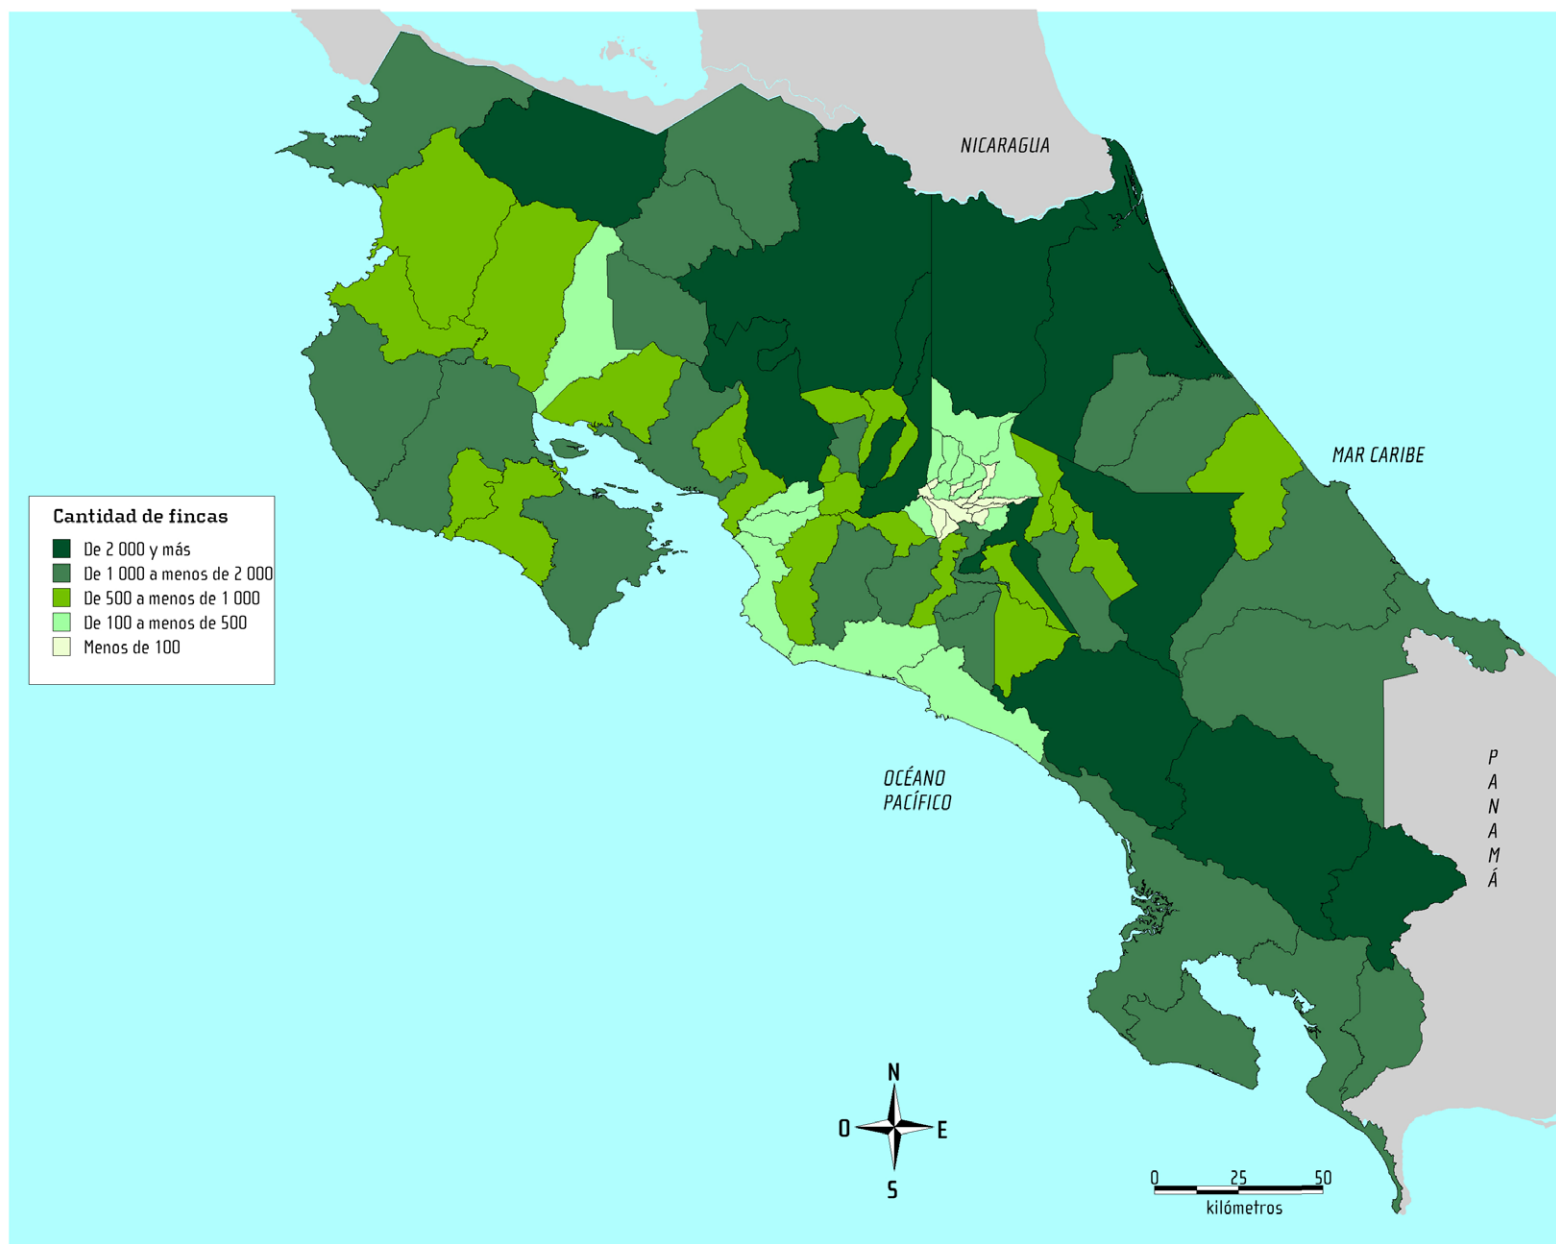 NICARAGUA
MAR CARIBE
Cantidad de fincas
De 2 000 y más
De 1 000 a menos de 2 000
De 500 a menos de 1 000
De 100 a menos de 500
Menos de 100
OCÉANO
PACÍFICO
P
A
N
A
M
Á
N
O
E
S
0 25 50
kilómetros